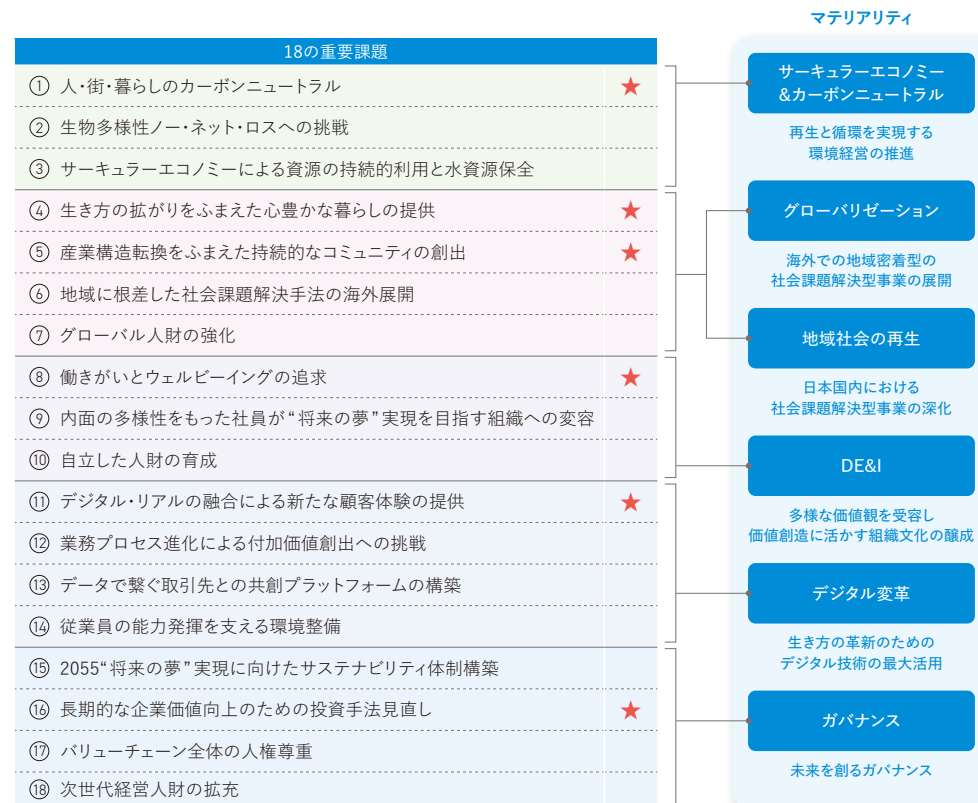 マテリアリティ
18の重要課題
① 人・街・暮らしのカーボンニュートラル ★
② 生物多様性ノー・ネット・ロスへの挑戦
③ サーキュラーエコノミーによる資源の持続的利用と水資源保全
④ 生き方の拡がりをふまえた心豊かな暮らしの提供 ★
⑤ 産業構造転換をふまえた持続的なコミュニティの創出 ★
⑥ 地域に根差した社会課題解決手法の海外展開
⑦ グローバル人財の強化
⑧ 働きがいとウェルビーイングの追求 ★
⑨ 内面の多様性をもった社員が“将来の夢”実現を目指す組織への変容
⑩ 自立した人財の育成
⑪ デジタル・リアルの融合による新たな顧客体験の提供 ★
⑫ 業務プロセス進化による付加価値創出への挑戦
⑬ データで繋ぐ取引先との共創プラットフォームの構築
⑭ 従業員の能力発揮を支える環境整備
⑮ 2055“将来の夢”実現に向けたサステナビリティ体制構築
⑯ 長期的な企業価値向上のための投資手法見直し ★
⑰ バリューチェーン全体の人権尊重
⑱ 次世代経営人財の拡充
サーキュラーエコノミー
&カーボンニュートラル
再生と循環を実現する
環境経営の推進
グローバリゼーション
海外での地域密着型の
社会課題解決型事業の展開
地域社会の再生
日本国内における
社会課題解決型事業の深化
DE&I
多様な価値観を受容し
価値創造に活かす組織文化の醸成
デジタル変革
生き方の革新のための
デジタル技術の最大活用
ガバナンス
未来を創るガバナンス